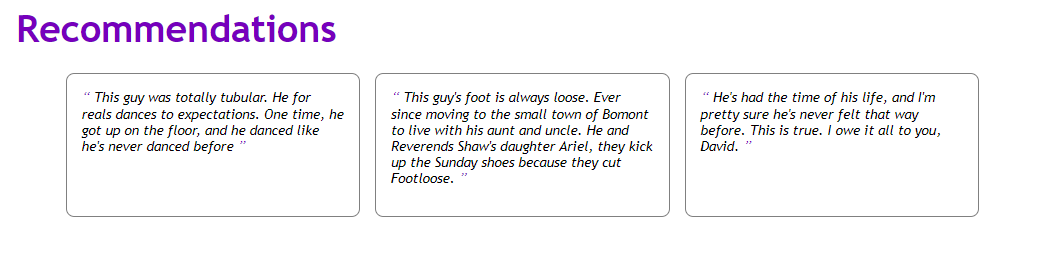 Recommendations
“ This guy was totally tubular. He for
reals dances to expectations. One time, he
got up on the floor, and he danced like
he's never danced before ”
“ This guy's foot is always loose. Ever
since moving to the small town of Bomont
to live with his aunt and uncle. He and
Reverends Shaw's daughter Ariel, they kick
up the Sunday shoes because they cut
Footloose. ”
“ He's had the time of his life, and I'm
pretty sure he's never felt that way
before. This is true. I owe it all to you,
David. ”